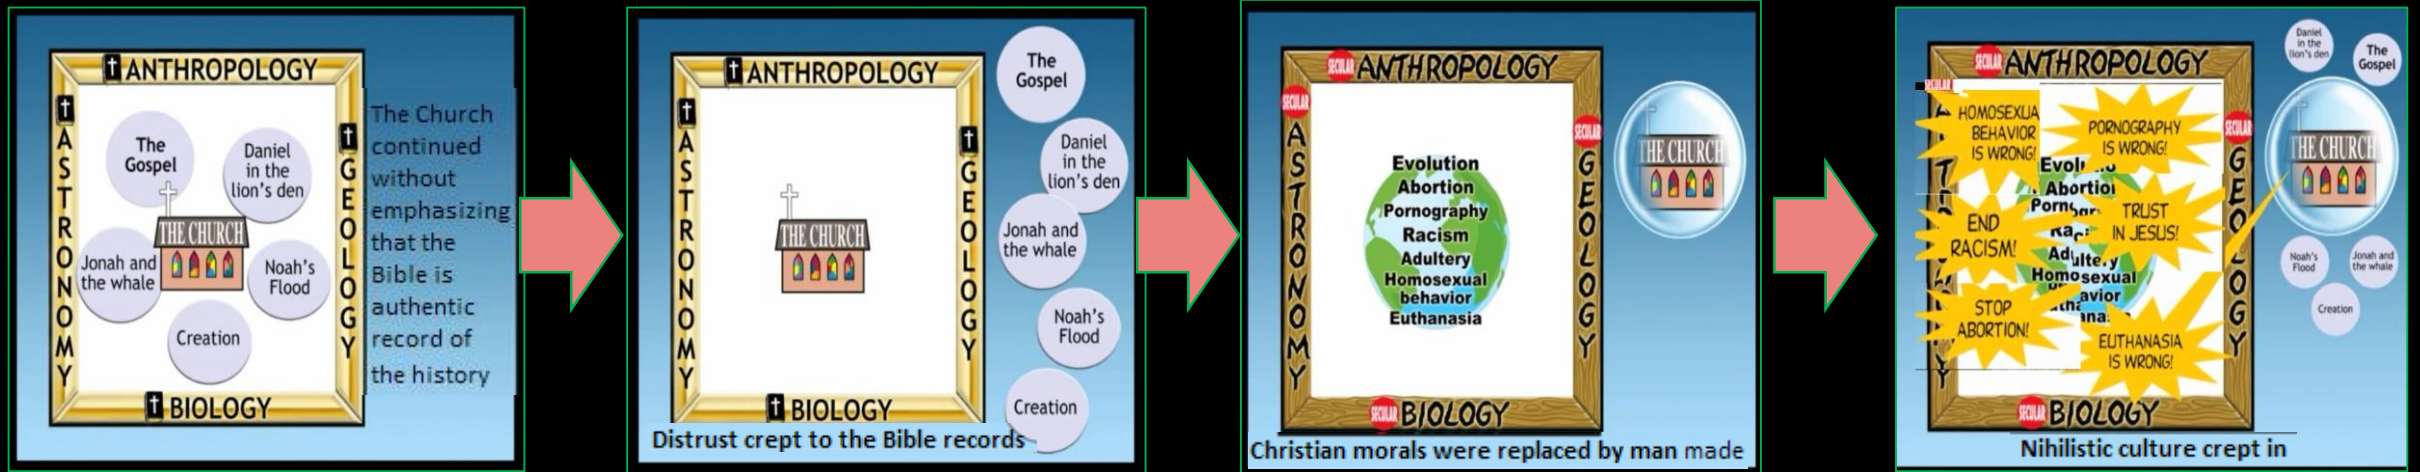 ANTHROPOLOGY
ASTRONOMY
GEOLOGY
BIOLOGY
The
Gospel
Daniel
in the
lion's den
THE CHURCH
Jonah and
the whale
Noah's
Flood
Creation
The Church
continued
without
emphasizing
that the
Bible is
authentic
record of
the history
ANTHROPOLOGY
ASTRONOMY
GEOLOGY
BIOLOGY
THE CHURCH
The
Gospel
Daniel
in the
lion's den
Jonah and
the whale
Noah's
Flood
Creation
Distrust crept to the Bible records
SECULAR ANTHROPOLOGY
SECULAR
ASTRONOMY
SECULAR
GEOLOGY
SECULAR BIOLOGY
Evolution
Abortion
Pornography
Racism
Adultery
Homosexual
behavior
Euthanasia
THE CHURCH
Christian morals were replaced by man made
SECULAR ANTHROPOLOGY
SECULAR
SECULAR
GEOLOGY
SECULAR BIOLOGY
HOMOSEXUA
BEHAVIOR
IS WRONG!
PORNOGRAPHY
IS WRONG!
END
RACISM!
TRUST
IN JESUS!
STOP
ABORTION!
EUTHANASIA
IS WRONG!
Abortion
Adultery
Homosexual
Daniel
in the
lion's den
The
Gospel
THE CHURCH
Noah's
Flood
Jonah and
the whale
Creation
Nihilistic culture crept in